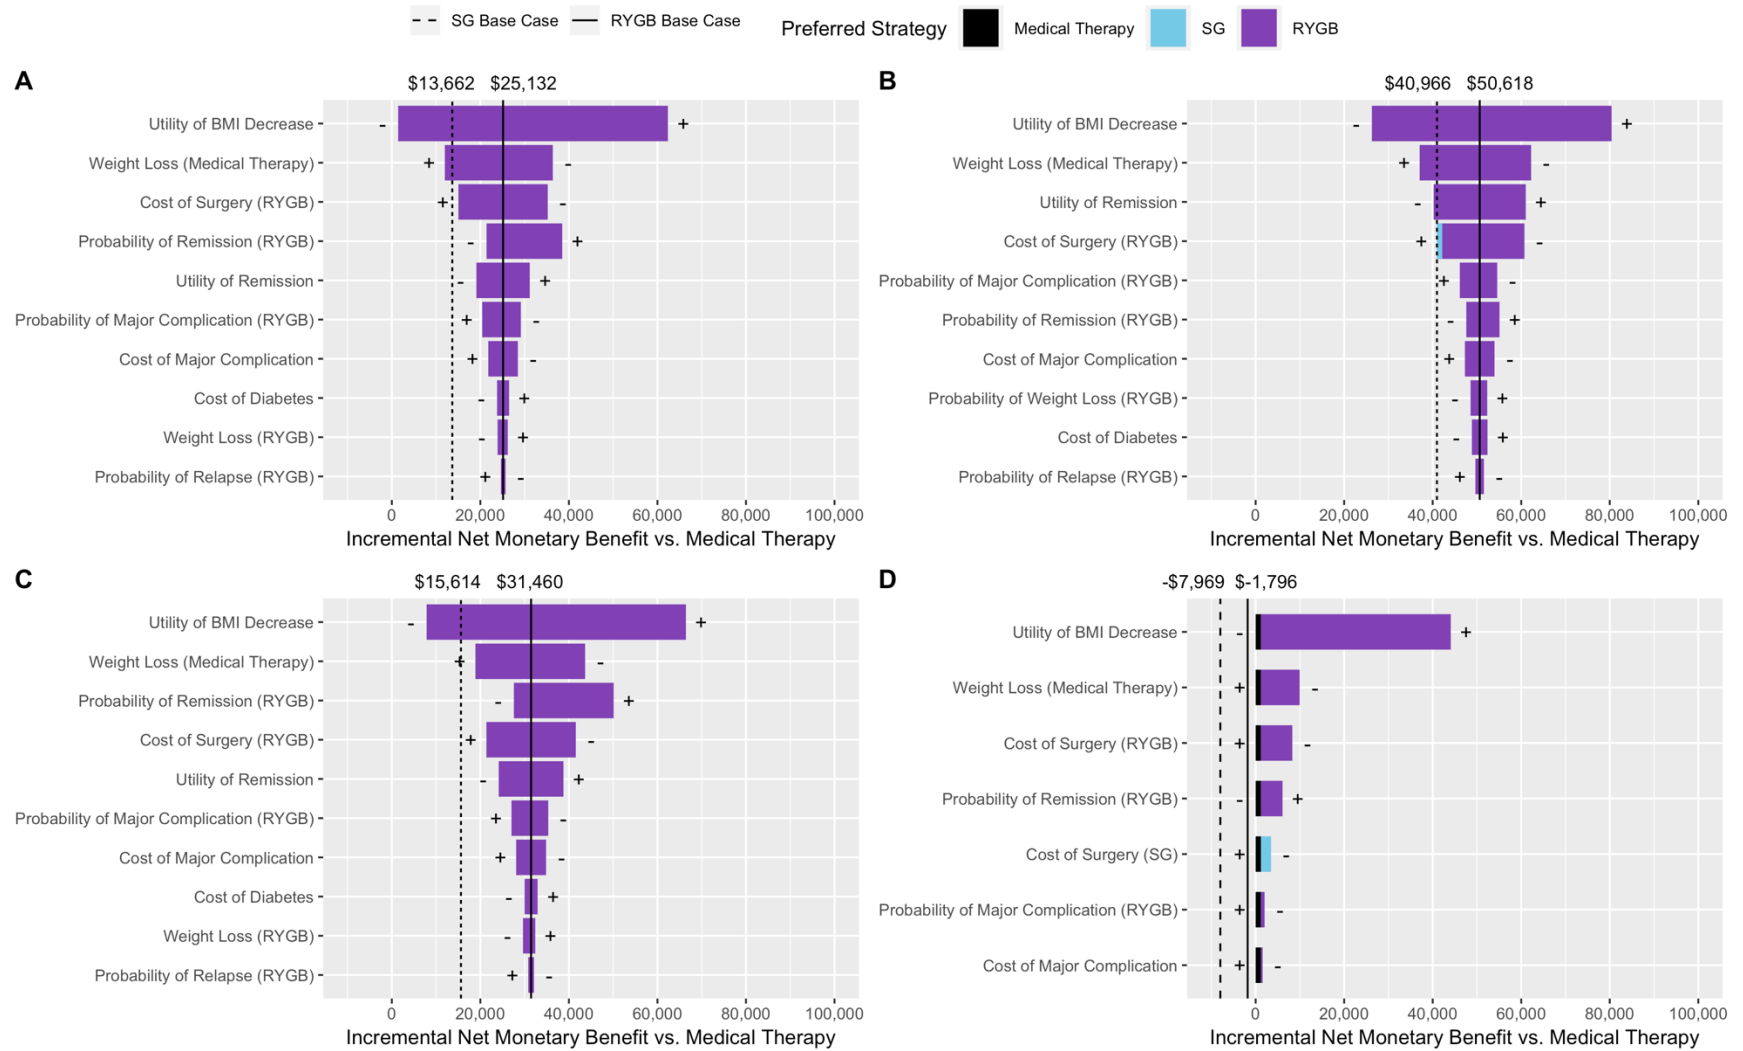 SG Base Case RYGB Base Case Preferred Strategy Medical Therapy SG RYGB
A $13,662 $25,132
Utility of BMI Decrease - +
Weight Loss (Medical Therapy) + -
Cost of Surgery (RYGB) + -
Probability of Remission (RYGB) - +
Utility of Remission - +
Probability of Major Complication (RYGB) + -
Cost of Major Complication + -
Cost of Diabetes - +
Weight Loss (RYGB) - +
Probability of Relapse (RYGB) + -
0 20,000 40,000 60,000 80,000 100,000
Incremental Net Monetary Benefit vs. Medical Therapy
B $40,966 $50,618
Utility of BMI Decrease - +
Weight Loss (Medical Therapy) + -
Utility of Remission - +
Cost of Surgery (RYGB) + -
Probability of Major Complication (RYGB) + -
Probability of Remission (RYGB) - +
Cost of Major Complication + -
Probability of Weight Loss (RYGB) - +
Cost of Diabetes - +
Probability of Relapse (RYGB) + -
0 20,000 40,000 60,000 80,000 100,000
Incremental Net Monetary Benefit vs. Medical Therapy
C $15,614 $31,460
Utility of BMI Decrease - +
Weight Loss (Medical Therapy) + -
Probability of Remission (RYGB) - +
Cost of Surgery (RYGB) + -
Utility of Remission - +
Probability of Major Complication (RYGB) + -
Cost of Major Complication + -
Cost of Diabetes - +
Weight Loss (RYGB) - +
Probability of Relapse (RYGB) + -
0 20,000 40,000 60,000 80,000 100,000
Incremental Net Monetary Benefit vs. Medical Therapy
D -$7,969 $-1,796
Utility of BMI Decrease - +
Weight Loss (Medical Therapy) + -
Cost of Surgery (RYGB) + -
Probability of Remission (RYGB) - +
Cost of Surgery (SG) + -
Probability of Major Complication (RYGB) + -
Cost of Major Complication + -
0 20,000 40,000 60,000 80,000 100,000
Incremental Net Monetary Benefit vs. Medical Therapy